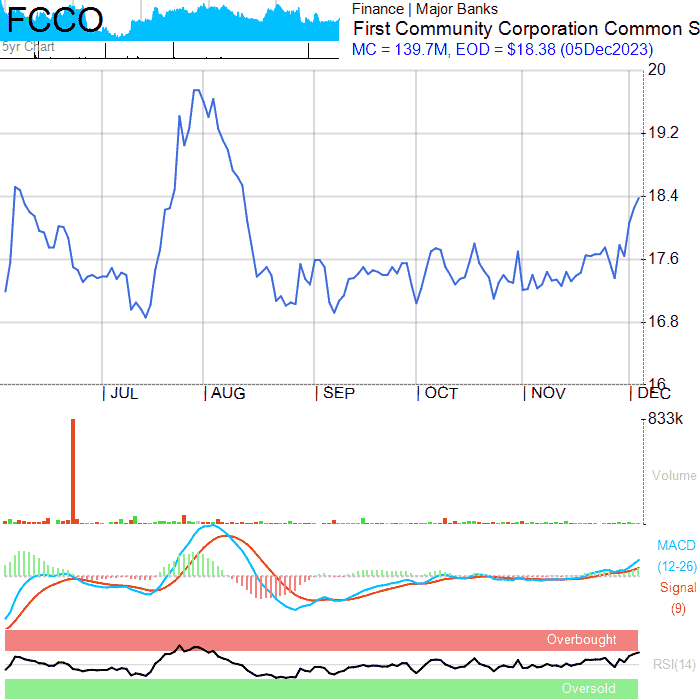 FCCO
5yr Chart
Finance | Major Banks
First Community Corporation Common S
MC = 139.7M, EOD = $18.38 (05Dec2023)
20
19.2
18.4
17.6
16.8
16
JUL AUG SEP OCT NOV DEC
833k
Volume
MACD
(12-26)
Signal
(9)
Overbought
RSI(14)
Oversold